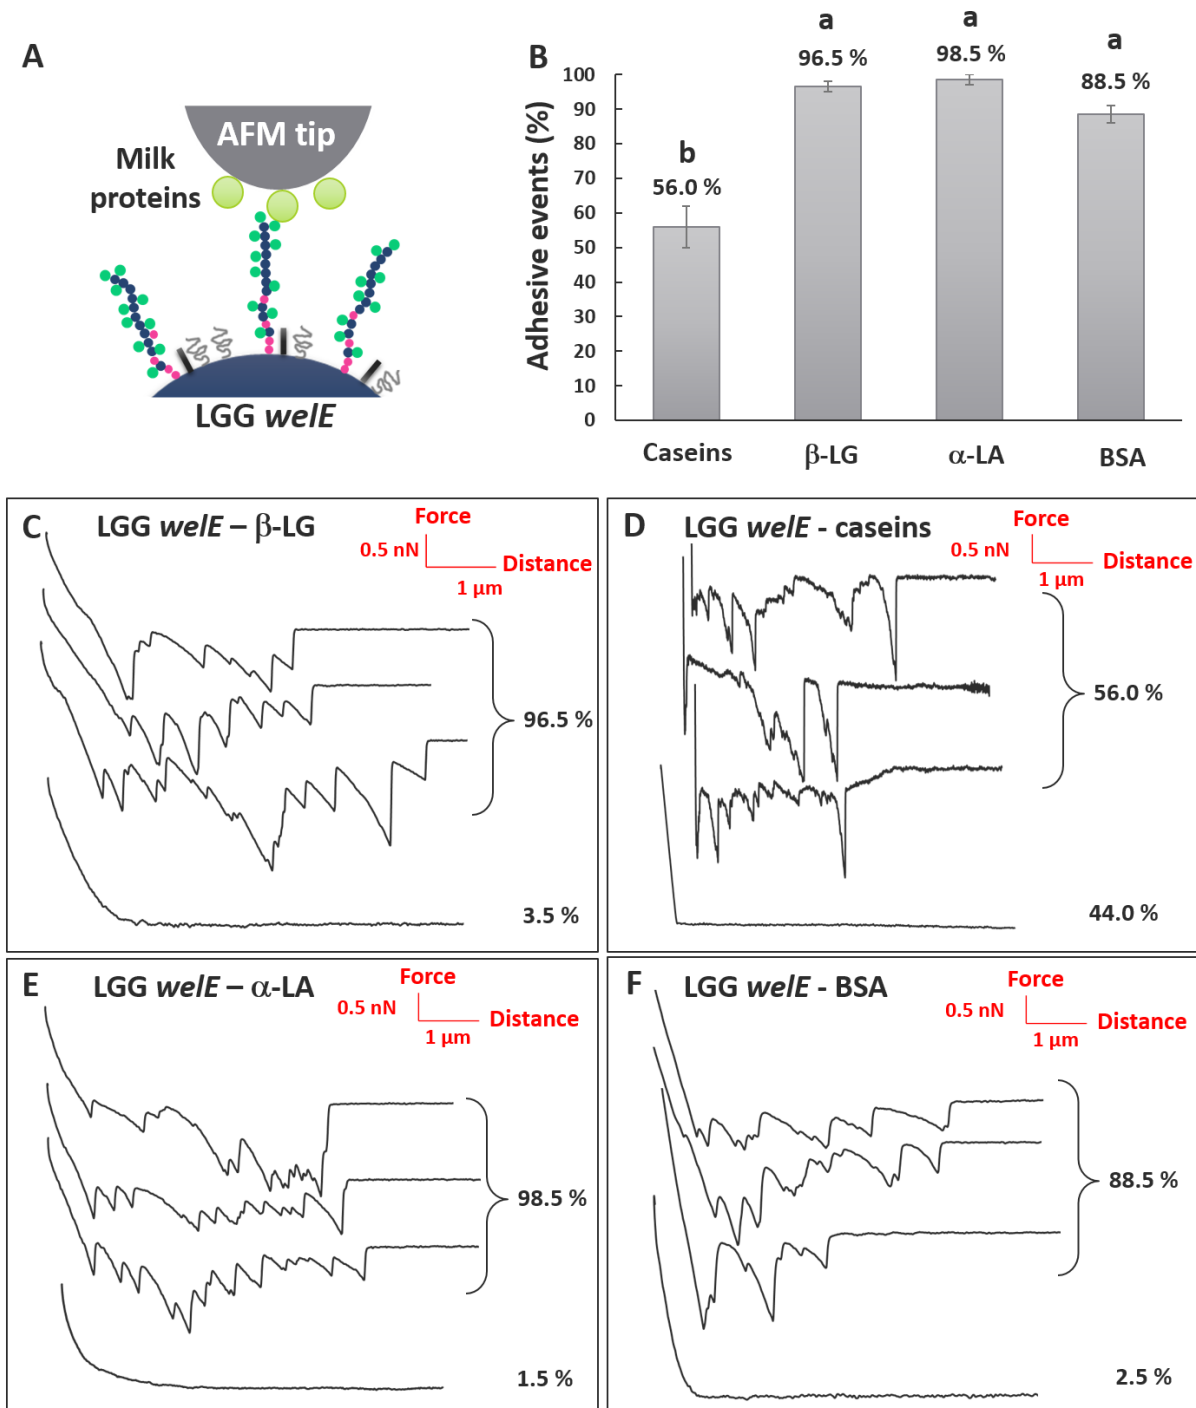 A
AFM tip
Milk
proteins
LGG welE
B
Adhesive events (%)
100
90
80
70
60
50
40
30
20
10
0
b
56.0 %
a
96.5 %
a
98.5 %
a
88.5 %
Caseins
β-LG
α-LA
BSA
C
LGG welE – β-LG
Force
0.5 nN
Distance
1 μm
96.5 %
3.5 %
D
LGG welE - caseins
Force
0.5 nN
Distance
1 μm
56.0 %
44.0 %
E
LGG welE – α-LA
Force
0.5 nN
Distance
1 μm
98.5 %
1.5 %
F
LGG welE - BSA
Force
0.5 nN
Distance
1 μm
88.5 %
2.5 %